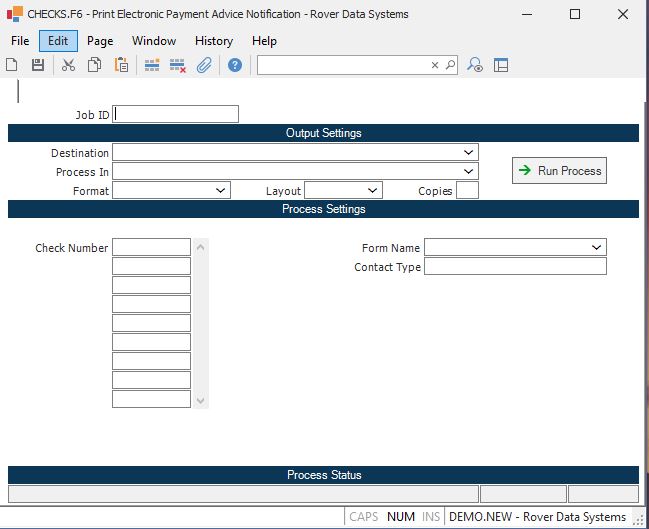 CHECKS.F6 - Print Electronic Payment Advice Notification - Rover Data Systems
File Edit Page Window History Help
Job ID
Output Settings
Destination
Process In
Run Process
Format Layout Copies
Process Settings
Check Number Form Name
Contact Type
Process Status
CAPS NUM INS DEMO.NEW - Rover Data Systems